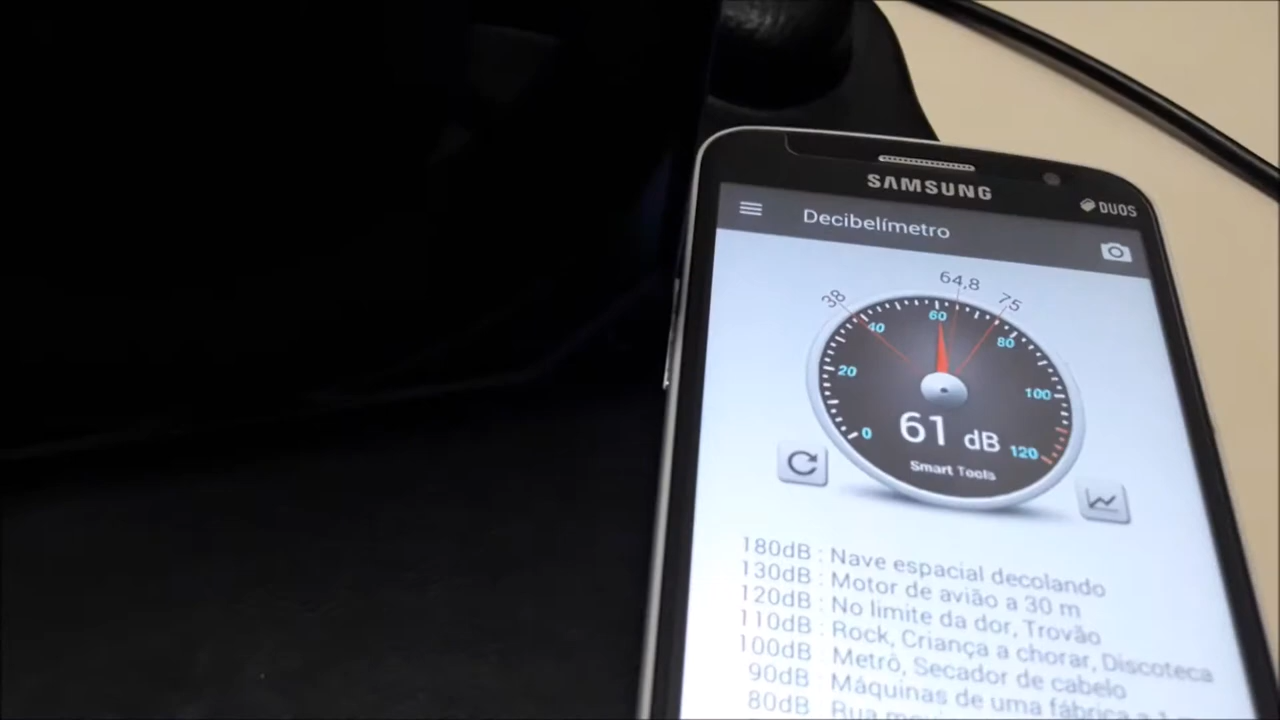 SAMSUNG
DUOS
Decibelímetro
38
64,8
75
0
20
40
60
80
100
120
61 dB
Smart Tools
180dB : Nave espacial decolando
130dB : Motor de avião a 30 m
120dB : No limite da dor, Trovão
110dB : Rock, Criança a chorar, Discoteca
100dB : Metrô, Secador de cabelo
90dB : Máquinas de uma fábrica a
80dB : Rua